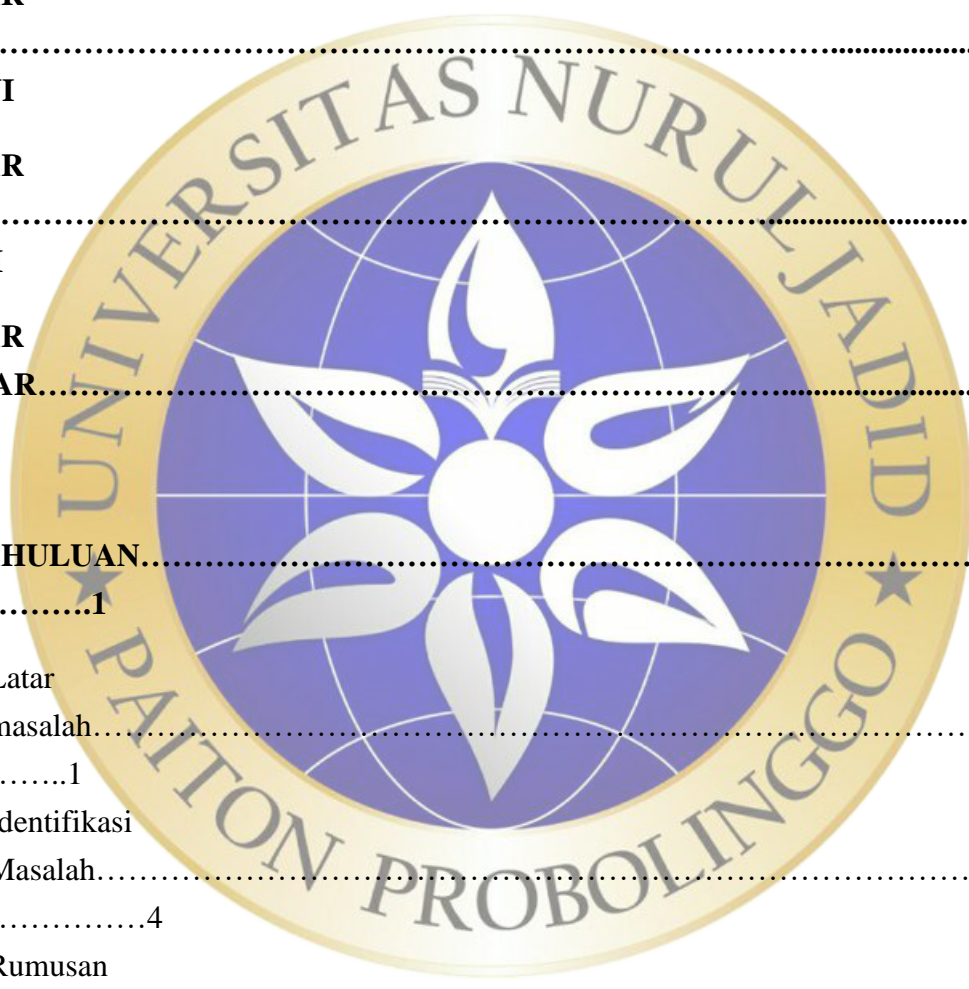 R
……………………………………………………………………………...................
I
R
……………………………………………………………………...........................
R
AR……………………………………………………………………........................
HULUAN………………………………………………………………………
……….1
Latar
masalah………………………………………………………………………………
……..1
dentifikasi
Masalah………………………………………………………………………………
……………4
Rumusan
UNIVERSITAS NURUL JADID
PAITON PROBOLINGGO